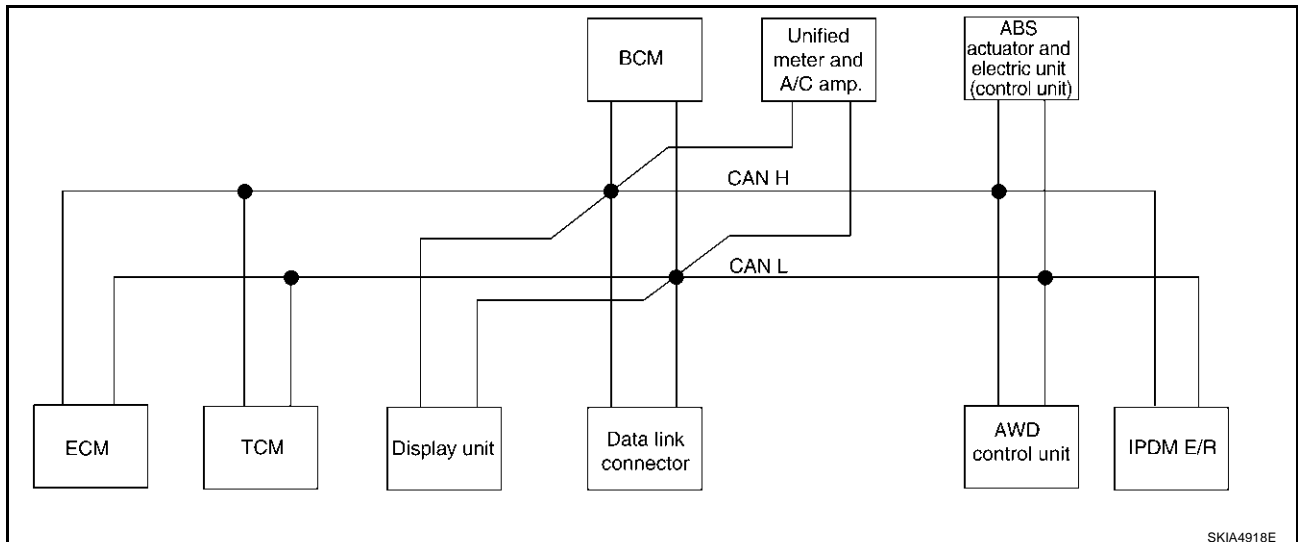 BCM
Unified
meter and
A/C amp.
ABS
actuator and
electric unit
(control unit)
CAN H
CAN L
ECM
TCM
Display unit
Data link
connector
AWD
control unit
IPDM E/R
SKIA4918E